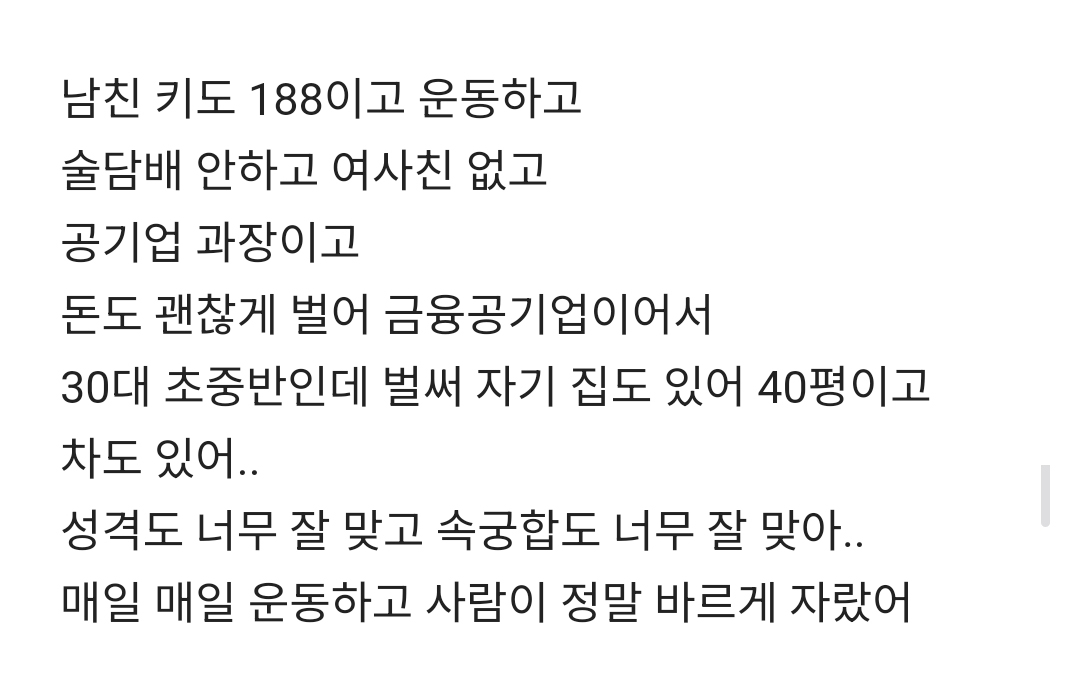 남친 키도 188이고 운동하고
술담배 안하고 여사친 없고
공기업 과장이고
돈도 괜찮게 벌어 금융공기업이어서
30대 초중반인데 벌써 자기 집도 있어 40평이고
차도 있어..
성격도 너무 잘 맞고 속궁합도 너무 잘 맞아..
매일 매일 운동하고 사람이 정말 바르게 자랐어